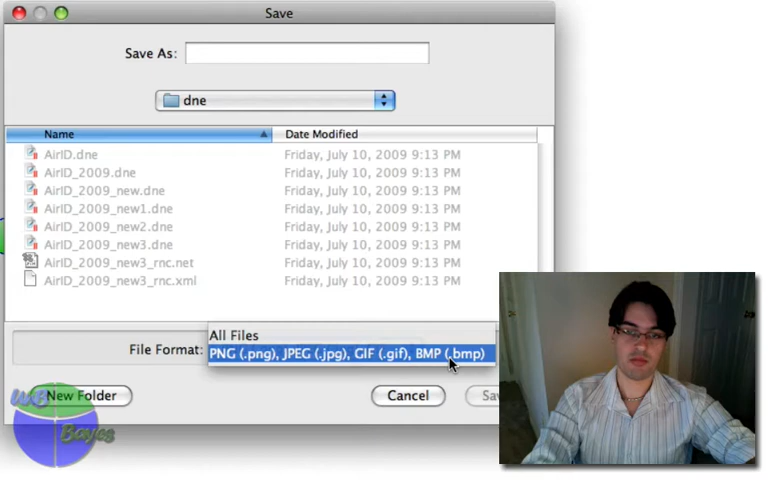 Save
Save As:
dne
Name Date Modified
AirID.dne Friday, July 10, 2009 9:13 PM
AirID_2009.dne Friday, July 10, 2009 9:13 PM
AirID_2009_new.dne Friday, July 10, 2009 9:13 PM
AirID_2009_new1.dne Friday, July 10, 2009 9:13 PM
AirID_2009_new2.dne Friday, July 10, 2009 9:13 PM
AirID_2009_new3.dne Friday, July 10, 2009 9:13 PM
AirID_2009_new3_rnc.net Friday, July 10, 2009 9:13 PM
AirID_2009_new3_rnc.xml Friday, July 10, 2009 9:13 PM
All Files
File Format: PNG (.png), JPEG (.jpg), GIF (.gif), BMP (.bmp)
New Folder Cancel
Bayes